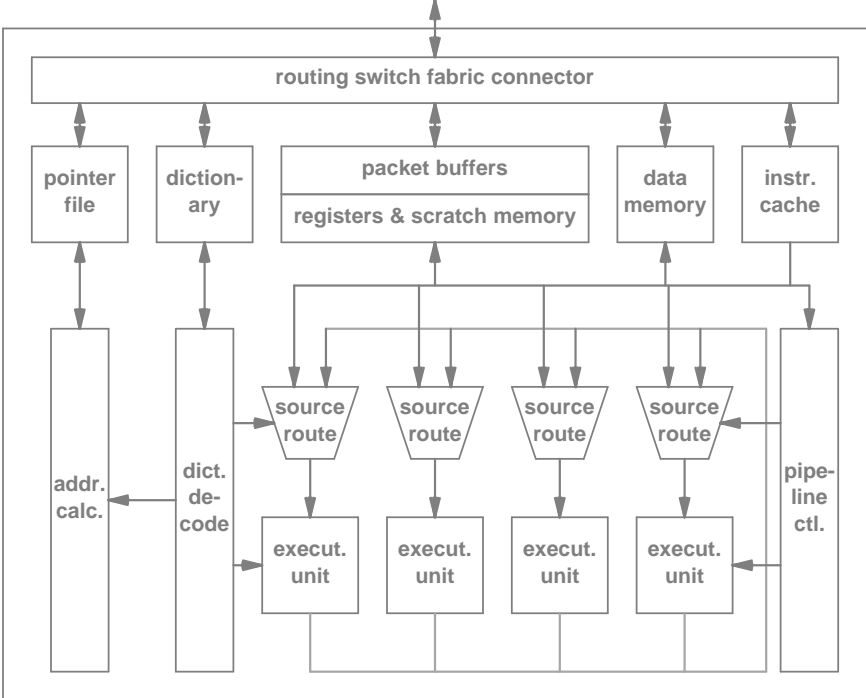 routing switch fabric connector
pointer
file
diction-
ary
packet buffers
registers & scratch memory
data
memory
instr.
cache
source
route
source
route
source
route
source
route
addr.
calc.
dict.
de-
code
pipe-
line
ctl.
execut.
unit
execut.
unit
execut.
unit
execut.
unit